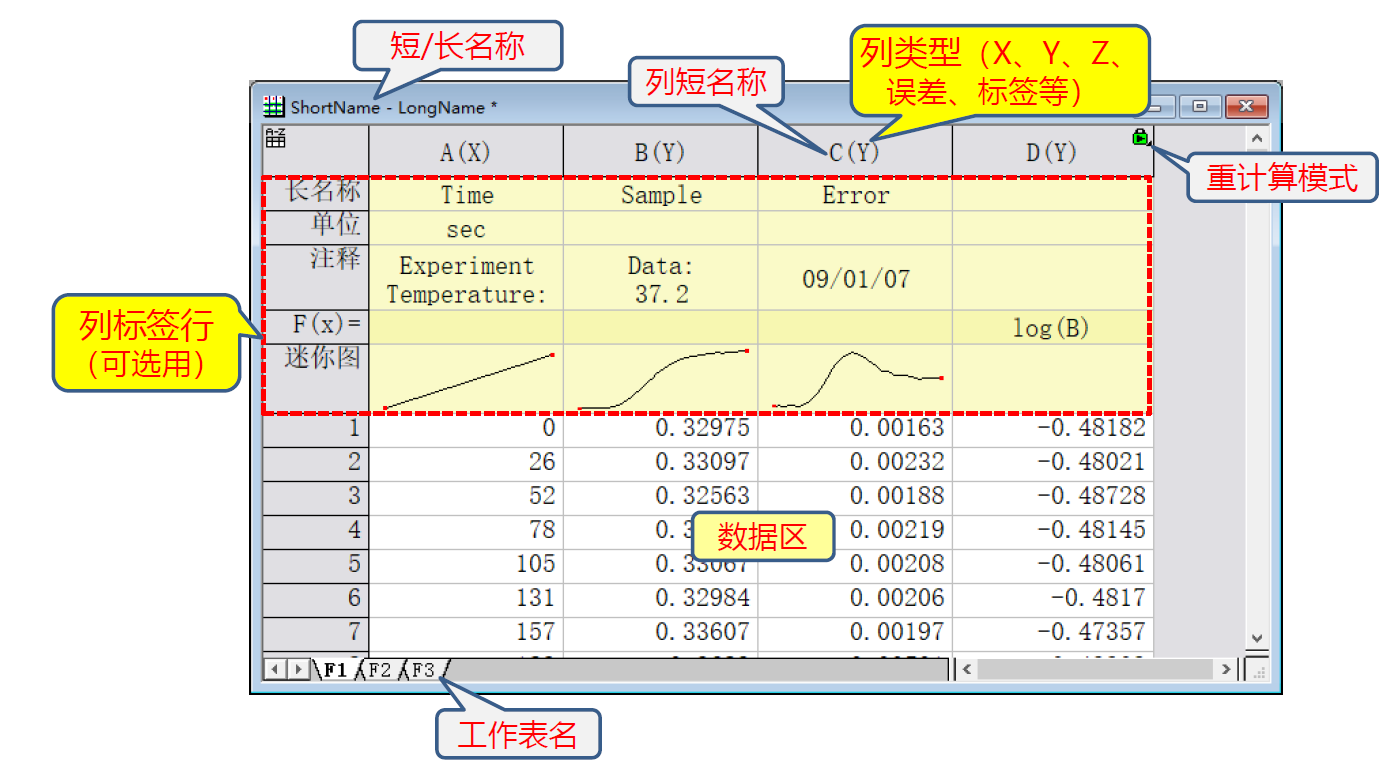 短/长名称
列短名称
列类型（X、Y、Z、
误差、标签等）
ShortName - LongName *
A(X) B(Y) C(Y) D(Y)
重计算模式
长名称 Time Sample Error
单位 sec
注释 Experiment Temperature: Data: 37.2 09/01/07
列标签行
（可选用）
F(x)= log(B)
迷你图
1 0 0.32975 0.00163 -0.48182
2 26 0.33097 0.00232 -0.48021
3 52 0.32563 0.00188 -0.48728
4 78 0.00219 -0.48145
数据区
5 105 0.33067 0.00208 -0.48061
6 131 0.32984 0.00206 -0.4817
7 157 0.33607 0.00197 -0.47357
F1 F2 F3
工作表名